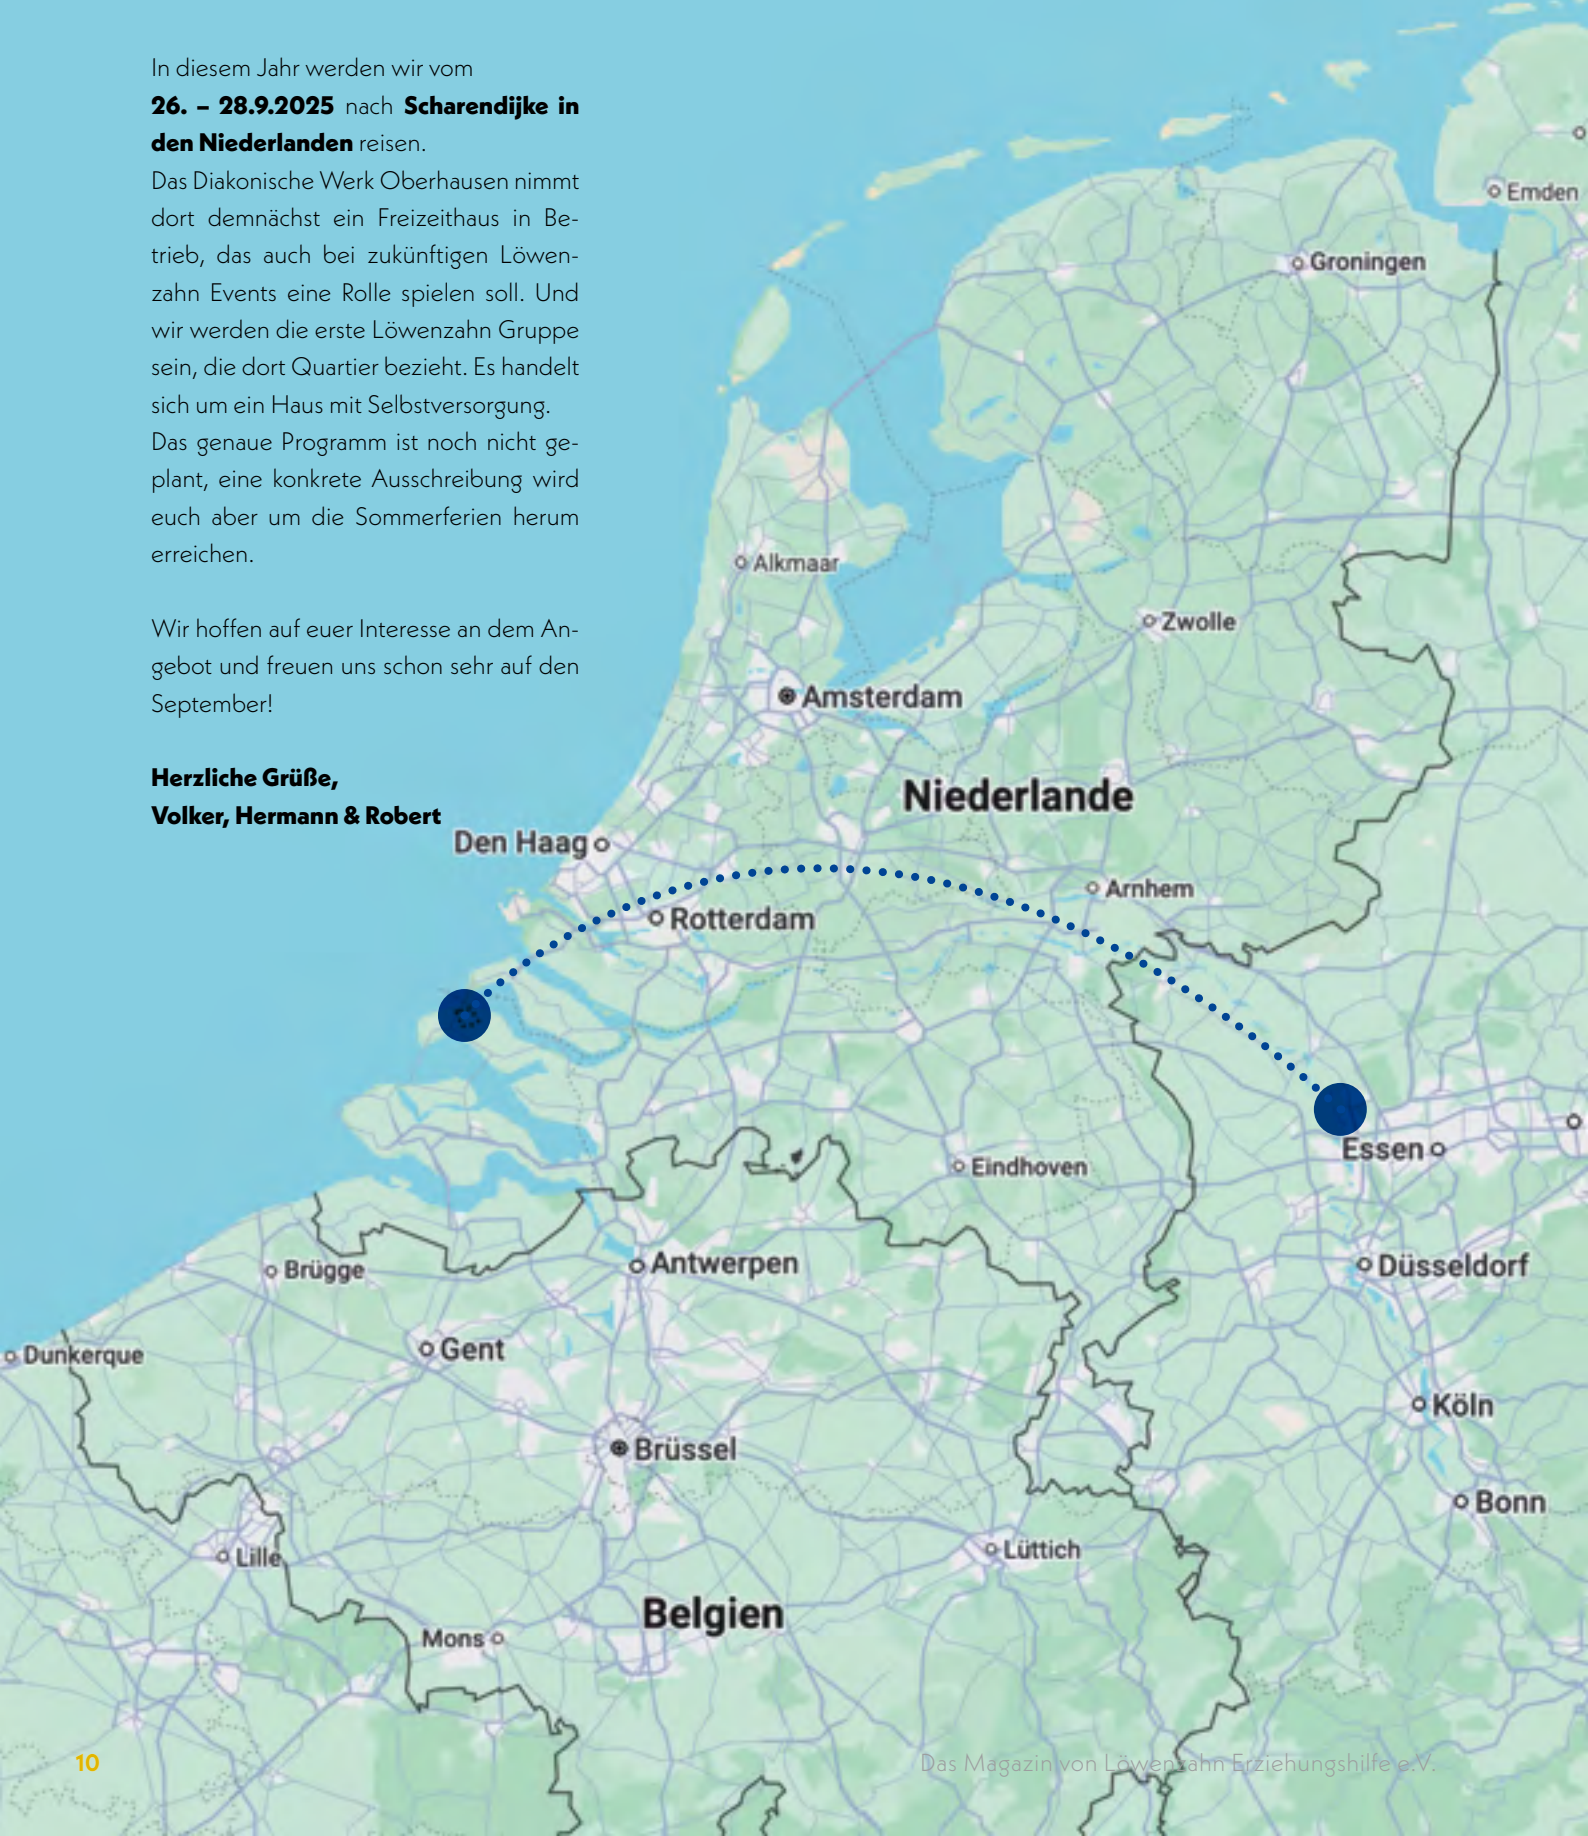 In diesem Jahr werden wir vom
26. – 28.9.2025 nach Scharendijke in
den Niederlanden reisen.
Das Diakonische Werk Oberhausen nimmt
dort demnächst ein Freizeithaus in Be-
trieb, das auch bei zukünftigen Löwen-
zahn Events eine Rolle spielen soll. Und
wir werden die erste Löwenzahn Gruppe
sein, die dort Quartier bezieht. Es handelt
sich um ein Haus mit Selbstversorgung.
Das genaue Programm ist noch nicht ge-
plant, eine konkrete Ausschreibung wird
euch aber um die Sommerferien herum
erreichen.
Wir hoffen auf euer Interesse an dem An-
gebot und freuen uns schon sehr auf den
September!
Herzliche Grüße,
Volker, Hermann & Robert
Emden
Groningen
Alkmaar
Zwolle
Amsterdam
Niederlande
Den Haag
Arnhem
Rotterdam
Essen
Eindhoven
Antwerpen
Düsseldorf
Brügge
Gent
Dunkerque
Köln
Brüssel
Bonn
Lüttich
Lille
Belgien
Mons
10
Das Magazin von Löwenzahn Erziehungshilfe e.V.